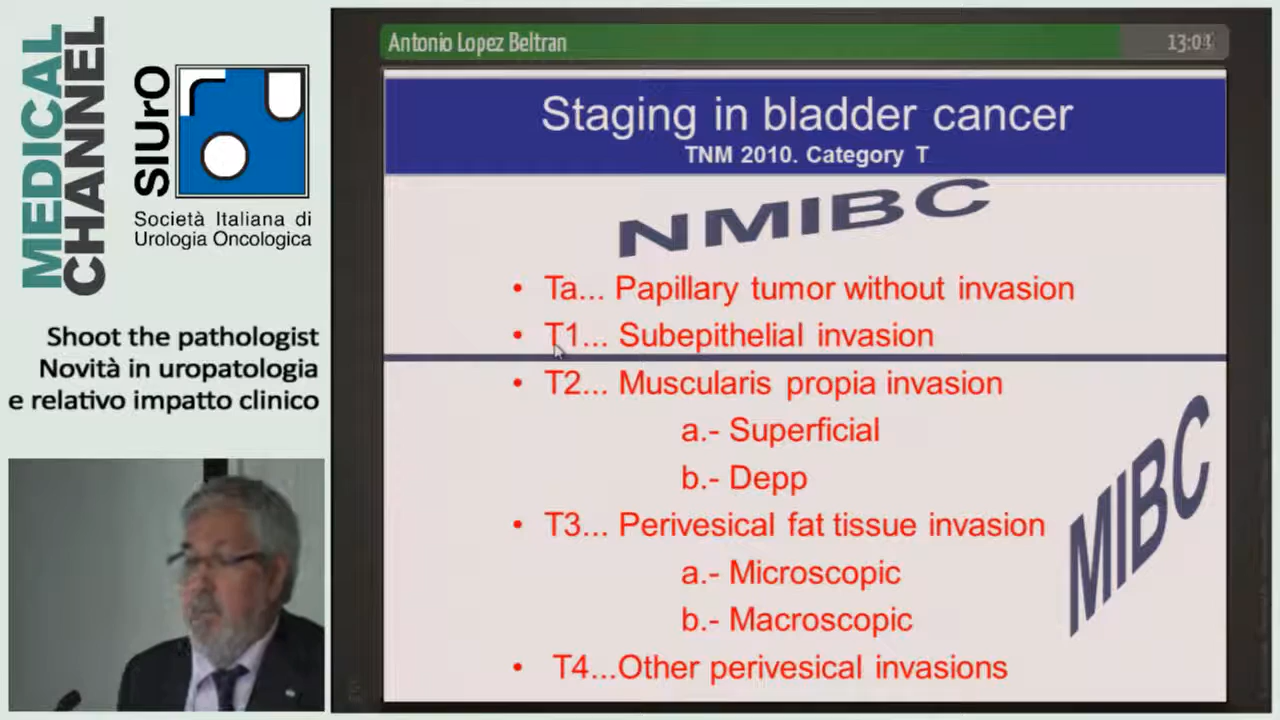 MEDICAL
CHANNEL
SIUrO
Società Italiana di
Urologia Oncologica
Shoot the pathologist
Novità in uropatologia
e relativo impatto clinico
Antonio Lopez Beltran
Staging in bladder cancer
TNM 2010. Category T
NMIBC
• Ta... Papillary tumor without invasion
• T1... Subepithelial invasion
• T2... Muscularis propia invasion
a.- Superficial
b.- Depp
• T3... Perivesical fat tissue invasion
a.- Microscopic
b.- Macroscopic
• T4...Other perivesical invasions
MIBC